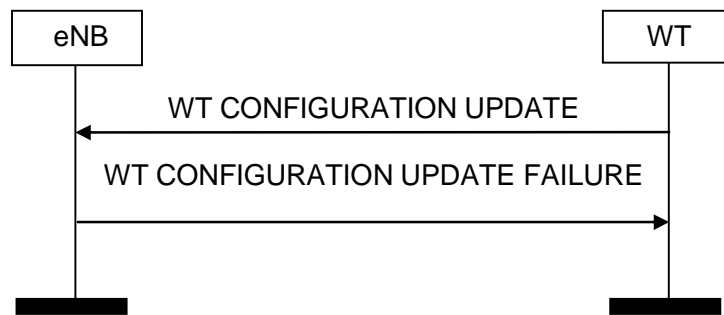 eNB
WT
WT CONFIGURATION UPDATE
WT CONFIGURATION UPDATE FAILURE